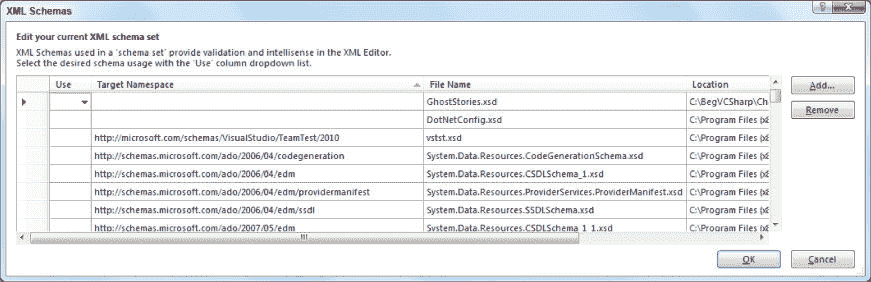 XML Schemas
Edit your current XML schema set
XML Schemas used in a 'schema set' provide validation and intellisense in the XML Editor.
Select the desired schema usage with the 'Use' column dropdown list.
Use Target Namespace File Name Location
GhostStories.xsd C:\BegVCSharp\Ch
DotNetConfig.xsd C:\Program Files (x8
http://microsoft.com/schemas/VisualStudio/TeamTest/2010 vstst.xsd C:\Program Files (x8
http://schemas.microsoft.com/ado/2006/04/codegeneration System.Data.Resources.CodeGenerationSchema.xsd C:\Program Files (x8
http://schemas.microsoft.com/ado/2006/04/edm System.Data.Resources.CSDLSchema_1.xsd C:\Program Files (x8
http://schemas.microsoft.com/ado/2006/04/edm/providermanifest System.Data.Resources.ProviderServices.ProviderManifest.xsd C:\Program Files (x8
http://schemas.microsoft.com/ado/2006/04/edm/ssdl System.Data.Resources.SSDLSchema.xsd C:\Program Files (x8
http://schemas.microsoft.com/ado/2007/05/edm System.Data.Resources.CSDLSchema_1_1.xsd C:\Program Files (x8
Add...
Remove
OK Cancel